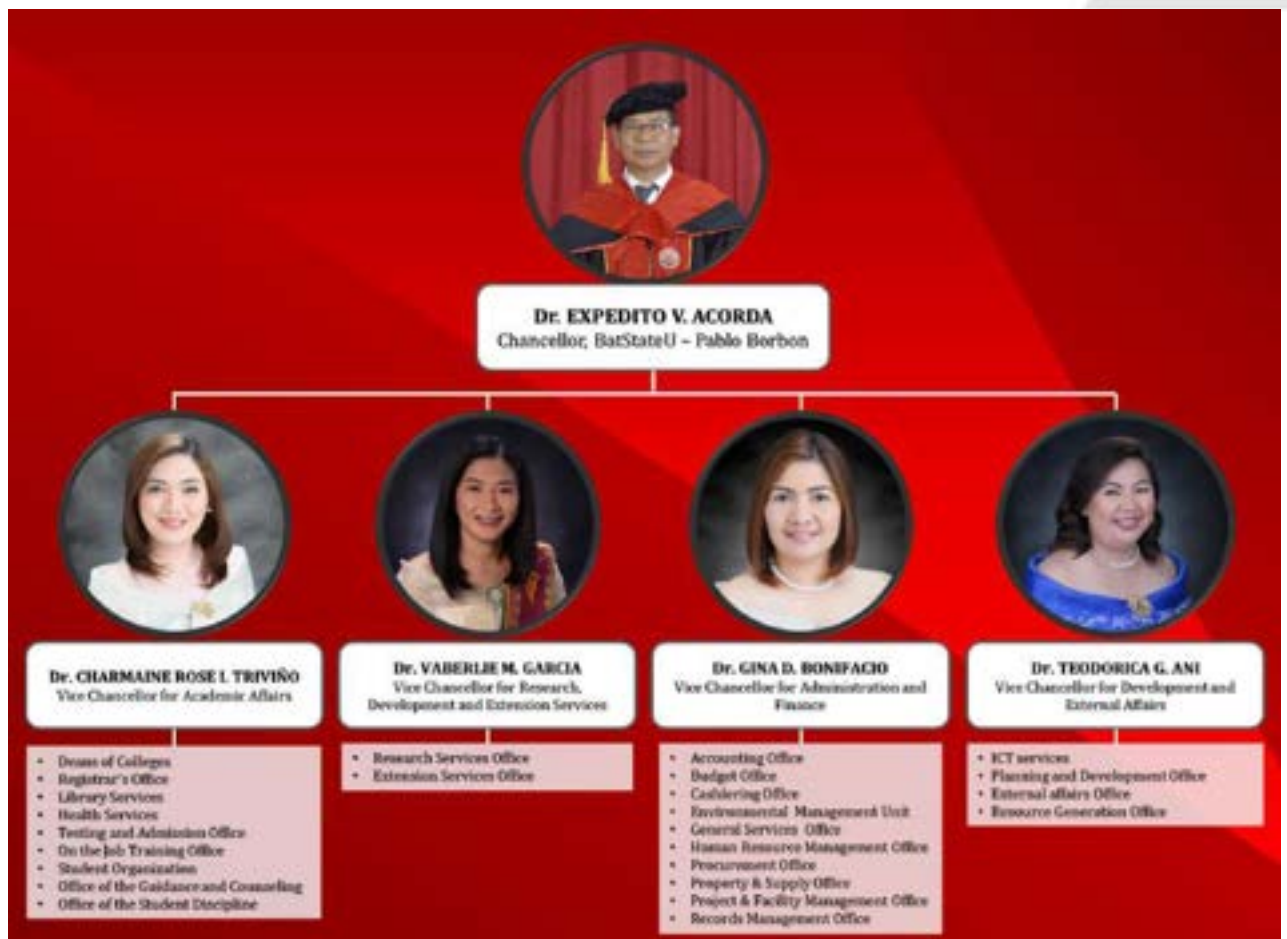 Dr. EXPEDITO V. ACORDA
Chancellor, BatStateU – Pablo Borbon
Dr. CHARMAINE ROSE I. TRIVIÑO
Vice Chancellor for Academic Affairs
Dr. VABERLIE M. GARCIA
Vice Chancellor for Research,
Development and Extension Services
Dr. GINA D. BONIFACIO
Vice Chancellor for Administration and
Finance
Dr. TEODORICA G. ANI
Vice Chancellor for Development and
External Affairs
• Deans of Colleges
• Registrar's Office
• Library Services
• Health Services
• Testing and Admission Office
• On the Job Training Office
• Student Organization
• Office of the Guidance and Counseling
• Office of the Student Discipline
• Research Services Office
• Extension Services Office
• Accounting Office
• Budget Office
• Cashiering Office
• Environmental Management Unit
• General Services Office
• Human Resource Management Office
• Procurement Office
• Property & Supply Office
• Project & Facility Management Office
• Records Management Office
• ICT services
• Planning and Development Office
• External affairs Office
• Resource Generation Office